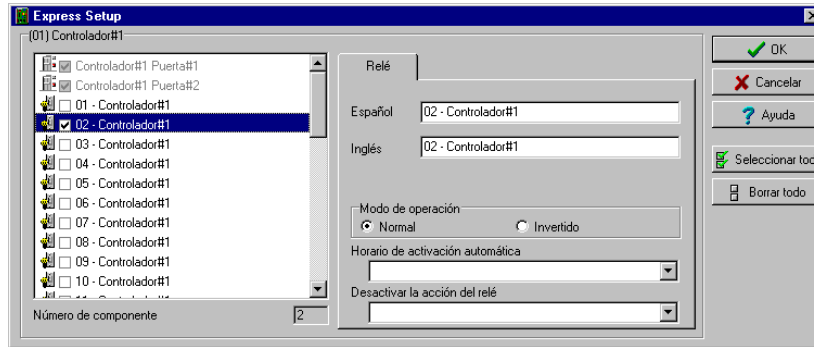 Express Setup
(01) Controlador#1
Controlador#1 Puerta#1
Controlador#1 Puerta#2
01 - Controlador#1
02 - Controlador#1
03 - Controlador#1
04 - Controlador#1
05 - Controlador#1
06 - Controlador#1
07 - Controlador#1
08 - Controlador#1
09 - Controlador#1
10 - Controlador#1
Número de componente 2
Relé
Español 02 - Controlador#1
Inglés 02 - Controlador#1
Modo de operación
Normal Invertido
Horario de activación automática
Desactivar la acción del relé
OK
Cancelar
Ayuda
Seleccionar toc
Borrar todo